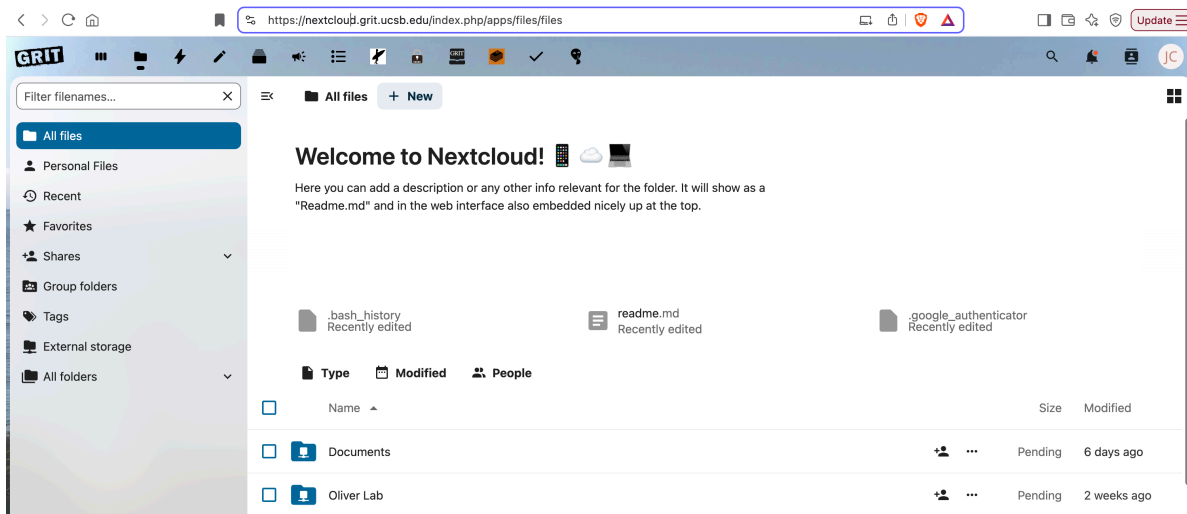 https://nextcloud.grit.ucsb.edu/index.php/apps/files/files
Update
GRIT
GRIT
JC
Filter filenames...
All files
+ New
All files
Personal Files
Recent
Favorites
Shares
Group folders
Tags
External storage
All folders
Welcome to Nextcloud!
Here you can add a description or any other info relevant for the folder. It will show as a
"Readme.md" and in the web interface also embedded nicely up at the top.
.bash_history
Recently edited
readme.md
Recently edited
.google_authenticator
Recently edited
Type Modified People
Name Size Modified
Documents Pending 6 days ago
Oliver Lab Pending 2 weeks ago